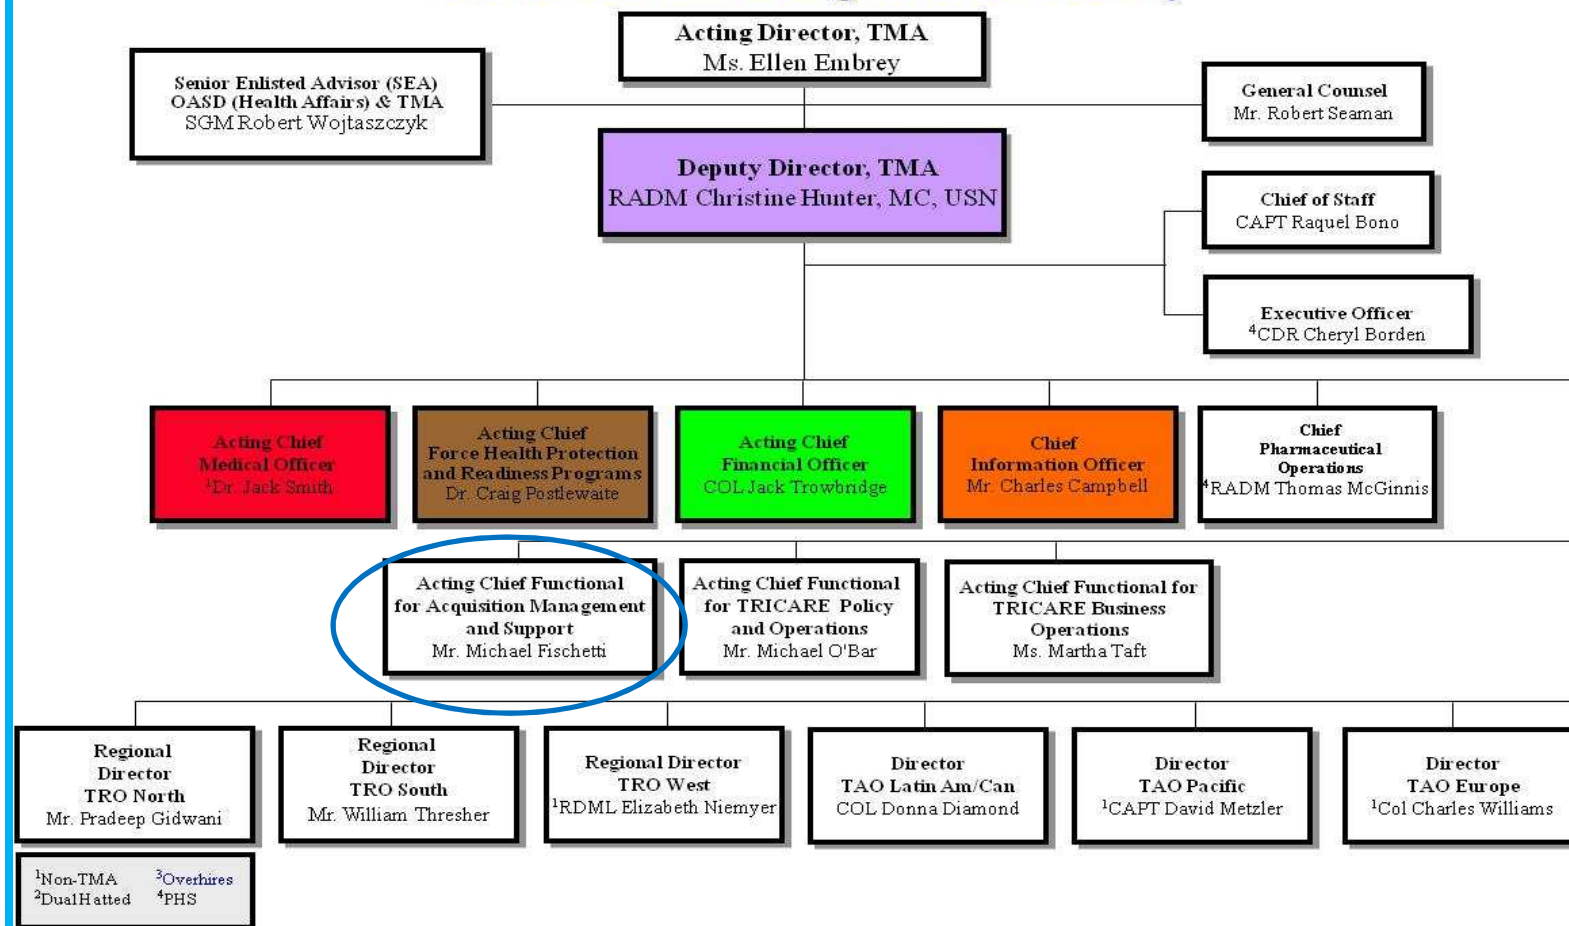 Acting Director, TMA
Ms. Ellen Embrey
Senior Enlisted Advisor (SEA)
OASD (Health Affairs) & TMA
SGM Robert Wojtaszczyk
General Counsel
Mr. Robert Seaman
Deputy Director, TMA
RADM Christine Hunter, MC, USN
Chief of Staff
CAPT Raquel Bono
Executive Officer
⁴CDR Cheryl Borden
Acting Chief
Medical Officer
¹Dr. Jack Smith
Acting Chief
Force Health Protection
and Readiness Programs
Dr. Craig Postlewaite
Acting Chief
Financial Officer
COL Jack Trowbridge
Chief
Information Officer
Mr. Charles Campbell
Chief
Pharmaceutical
Operations
⁴RADM Thomas McGinnis
Acting Chief Functional
for Acquisition Management
and Support
Mr. Michael Fischetti
Acting Chief Functional
for TRICARE Policy
and Operations
Mr. Michael O'Bar
Acting Chief Functional for
TRICARE Business
Operations
Ms. Martha Taft
Regional
Director
TRO North
Mr. Pradeep Gidwani
Regional
Director
TRO South
Mr. William Thresher
Regional Director
TRO West
¹RDML Elizabeth Niemyer
Director
TAO Latin Am/Can
COL Donna Diamond
Director
TAO Pacific
¹CAPT David Metzler
Director
TAO Europe
¹Col Charles Williams
¹Non-TMA ³Overhires
²Dual Hatted ⁴PHS